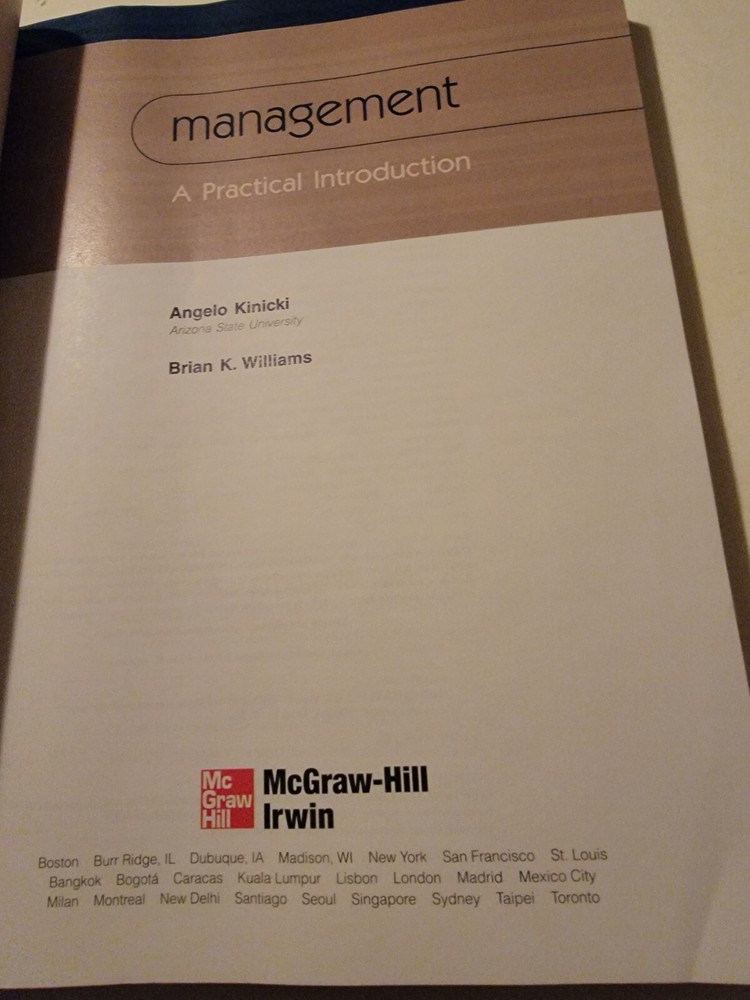 management
A Practical Introduction
Angelo Kinicki
Arizona State University
Brian K. Williams
Mc
Graw
Hill
McGraw-Hill
Irwin
Boston Burr Ridge, IL Dubuque, IA Madison, WI New York San Francisco St. Louis
Bangkok Bogotá Caracas Kuala Lumpur Lisbon London Madrid Mexico City
Milan Montreal New Delhi Santiago Seoul Singapore Sydney Taipei Toronto